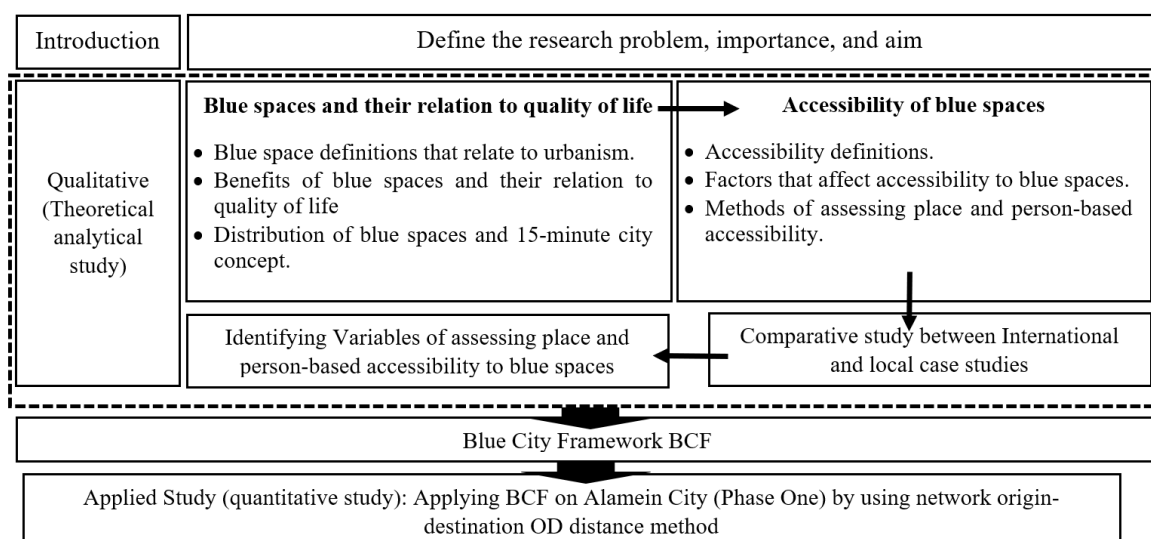 Introduction
Define the research problem, importance, and aim
Qualitative
(Theoretical
analytical
study)
Blue spaces and their relation to quality of life
• Blue space definitions that relate to urbanism.
• Benefits of blue spaces and their relation to
quality of life
• Distribution of blue spaces and 15-minute city
concept.
Accessibility of blue spaces
• Accessibility definitions.
• Factors that affect accessibility to blue spaces.
• Methods of assessing place and person-based
accessibility.
Comparative study between International
and local case studies
Identifying Variables of assessing place and
person-based accessibility to blue spaces
Blue City Framework BCF
Applied Study (quantitative study): Applying BCF on Alamein City (Phase One) by using network origin-
destination OD distance method